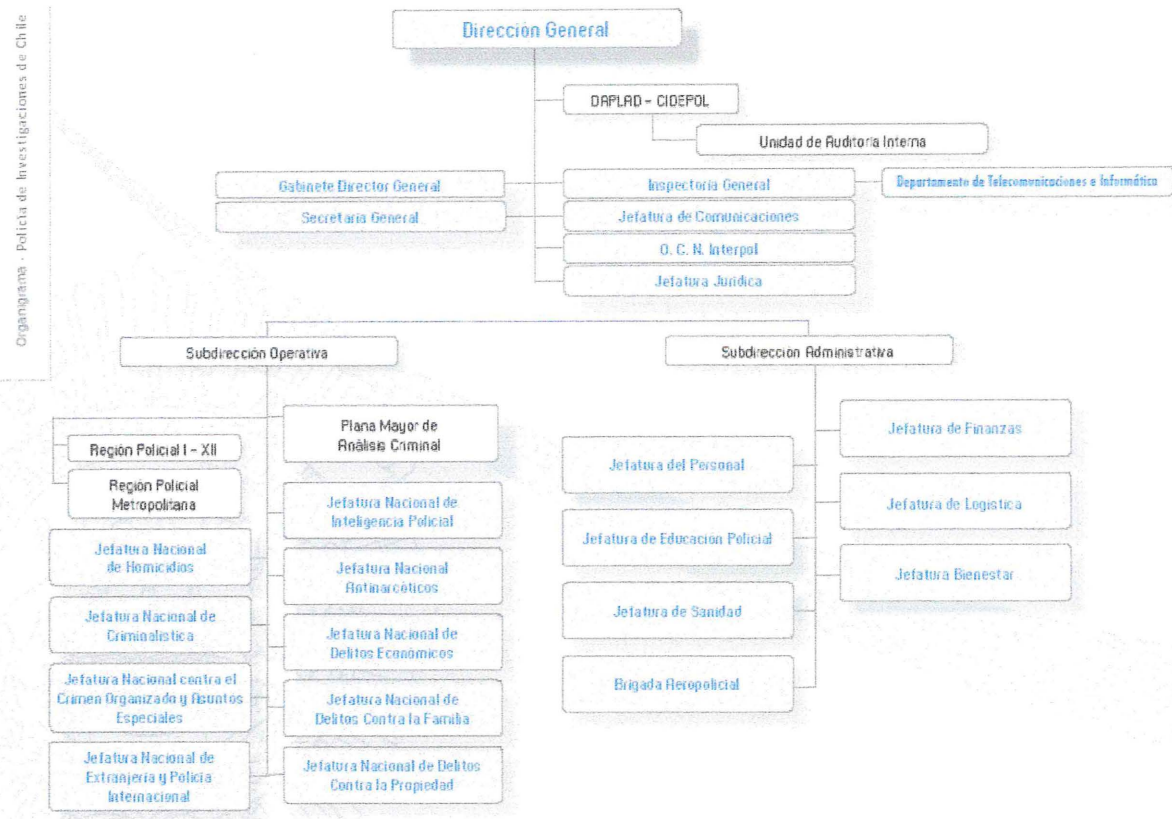 Organigrama - Policía de Investigaciones de Chile
Dirección General
DAPLAD - CIDEPOL
Unidad de Auditoría Interna
Gabinete Director General
Inspectoría General
Departamento de Telecomunicaciones e Informática
Secretaría General
Jefatura de Comunicaciones
O. C. N. Interpol
Jefatura Jurídica
Subdirección Operativa
Subdirección Administrativa
Región Policial I - XII
Región Policial
Metropolitana
Plana Mayor de
Análisis Criminal
Jefatura Nacional de
Inteligencia Policial
Jefatura Nacional
de Homicidios
Jefatura Nacional
Antinarcóticos
Jefatura Nacional de
Criminalística
Jefatura Nacional de
Delitos Económicos
Jefatura Nacional contra el
Crimen Organizado y Asuntos
Especiales
Jefatura Nacional de
Delitos Contra la Familia
Jefatura Nacional de
Extranjería y Policía
Internacional
Jefatura Nacional de Delitos
Contra la Propiedad
Jefatura de Finanzas
Jefatura del Personal
Jefatura de Logística
Jefatura de Educación Policial
Jefatura Bienestar
Jefatura de Sanidad
Brigada Aeropolicial